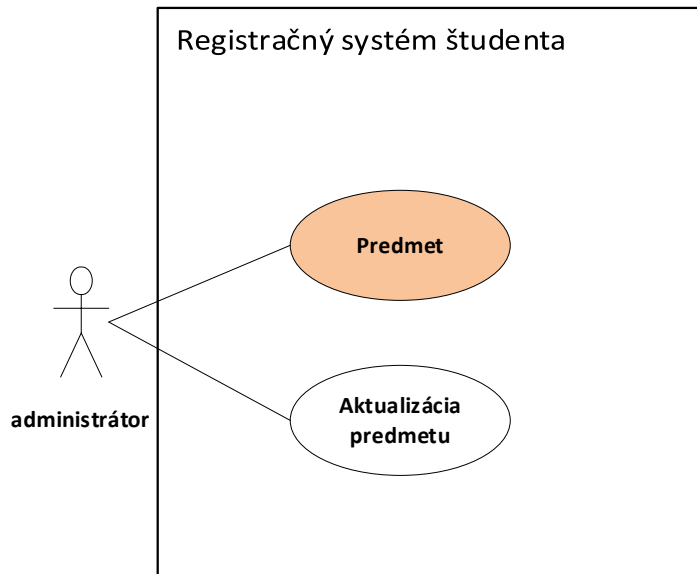 Registračný systém študenta
Predmet
administrátor
Aktualizácia
predmetu